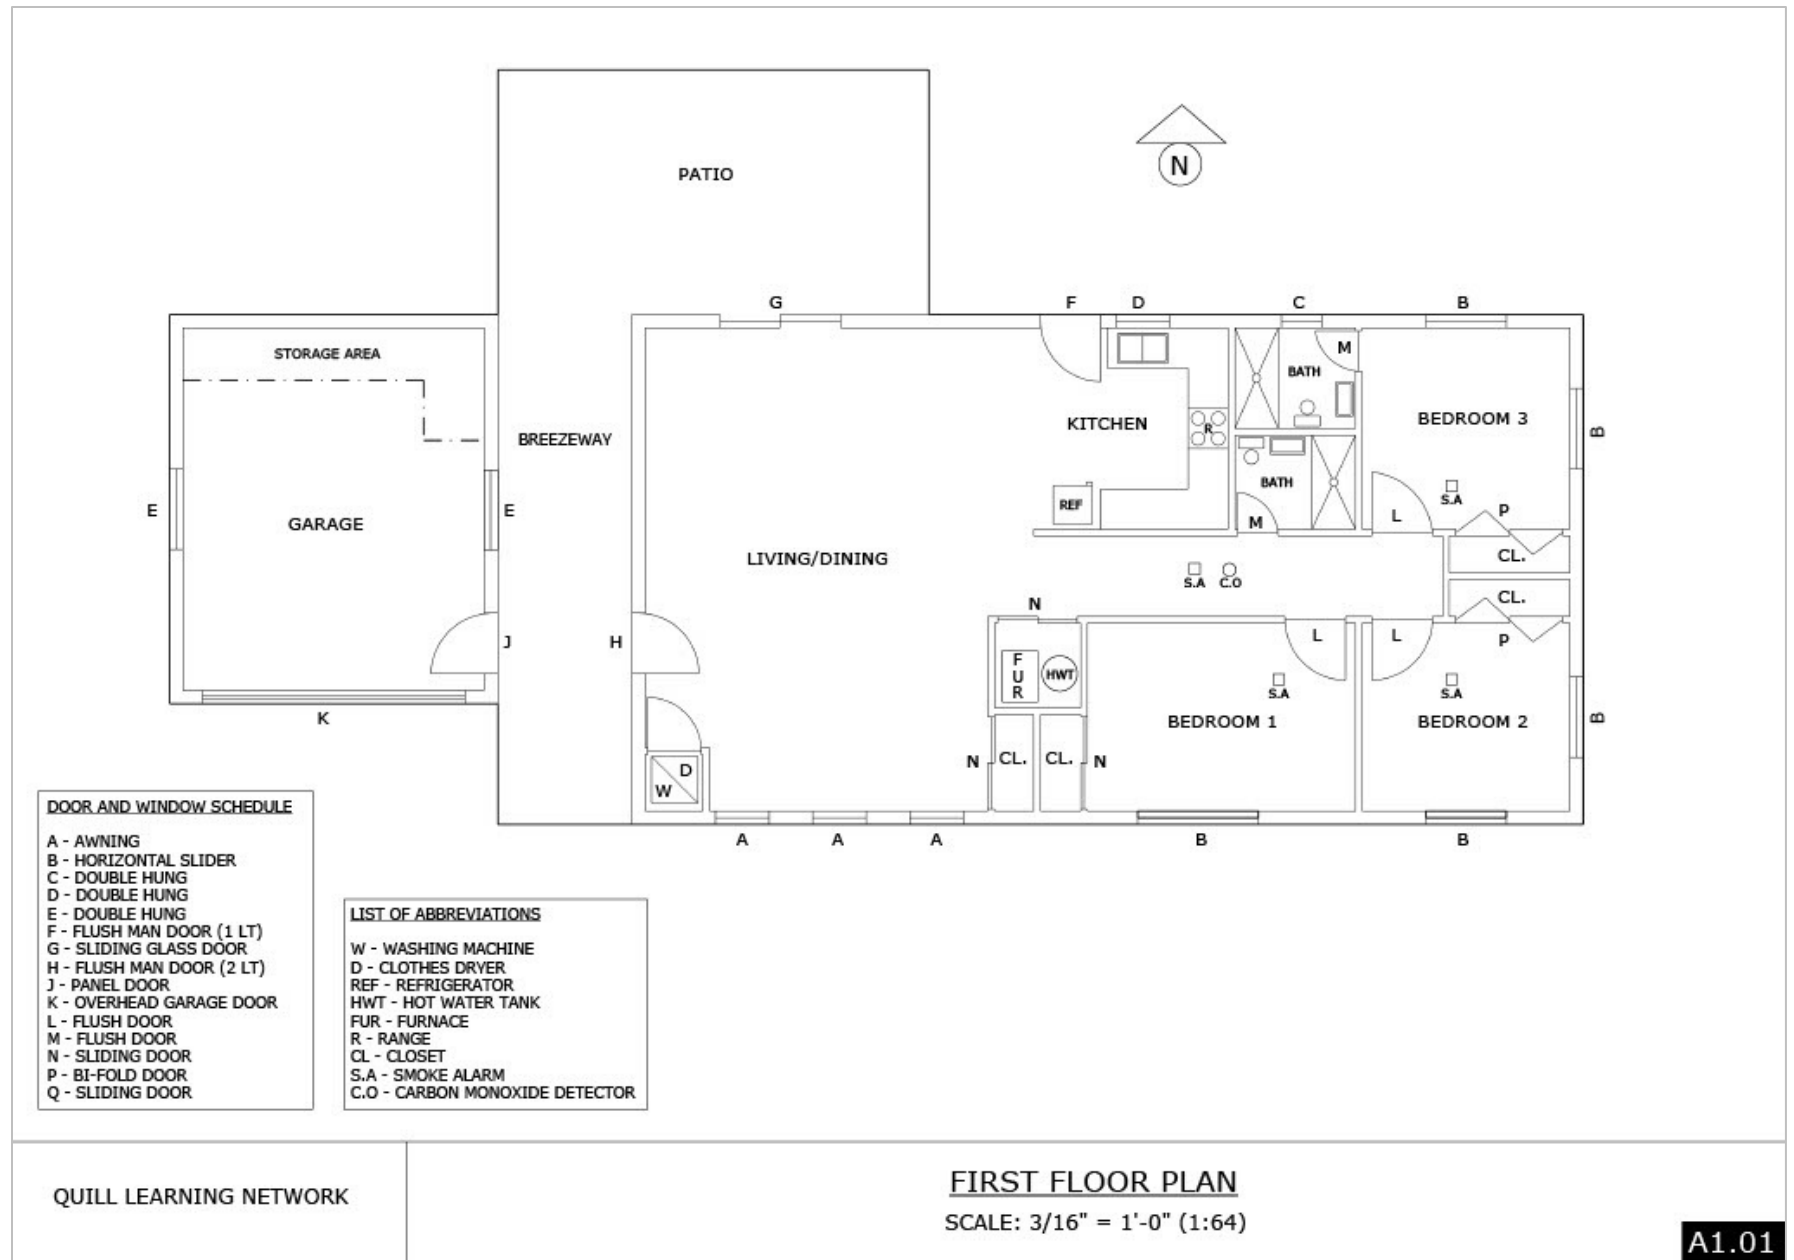 PATIO
N
G
F
D
C
B
STORAGE AREA
M
BATH
BREEZEWAY
KITCHEN
R
BEDROOM 3
B
BATH
S.A
REF
E
GARAGE
E
M
L
P
LIVING/DINING
CL.
S.A
C.O
CL.
N
J
H
L
L
P
F
U
R
HWT
S.A
S.A
K
BEDROOM 1
BEDROOM 2
B
N
CL.
CL.
N
D
W
A
A
A
B
B
DOOR AND WINDOW SCHEDULE
A - AWNING
B - HORIZONTAL SLIDER
C - DOUBLE HUNG
D - DOUBLE HUNG
E - DOUBLE HUNG
F - FLUSH MAN DOOR (1 LT)
G - SLIDING GLASS DOOR
H - FLUSH MAN DOOR (2 LT)
J - PANEL DOOR
K - OVERHEAD GARAGE DOOR
L - FLUSH DOOR
M - FLUSH DOOR
N - SLIDING DOOR
P - BI-FOLD DOOR
Q - SLIDING DOOR
LIST OF ABBREVIATIONS
W - WASHING MACHINE
D - CLOTHES DRYER
REF - REFRIGERATOR
HWT - HOT WATER TANK
FUR - FURNACE
R - RANGE
CL - CLOSET
S.A - SMOKE ALARM
C.O - CARBON MONOXIDE DETECTOR
QUILL LEARNING NETWORK
FIRST FLOOR PLAN
SCALE: 3/16" = 1'-0" (1:64)
A1.01